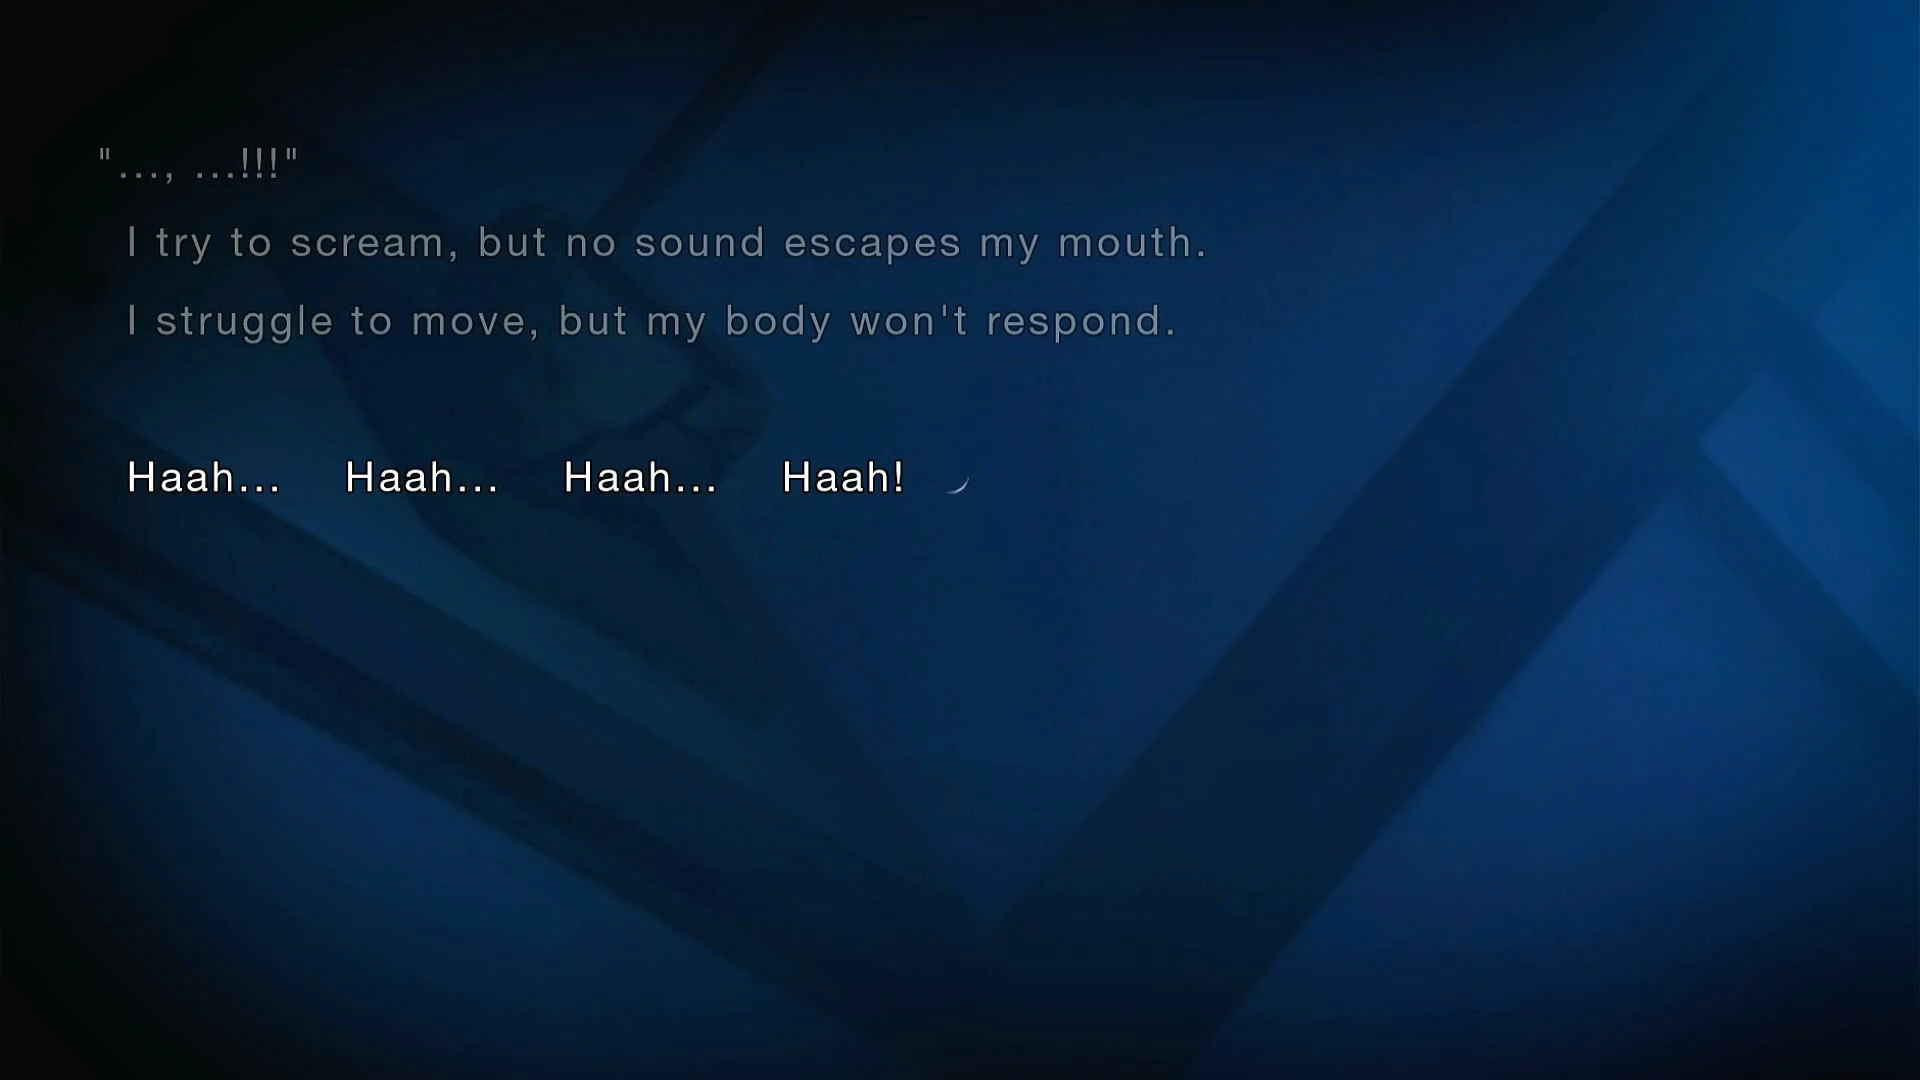 "..., ...!!!"
I try to scream, but no sound escapes my mouth.
I struggle to move, but my body won't respond.
Haah... Haah... Haah... Haah!